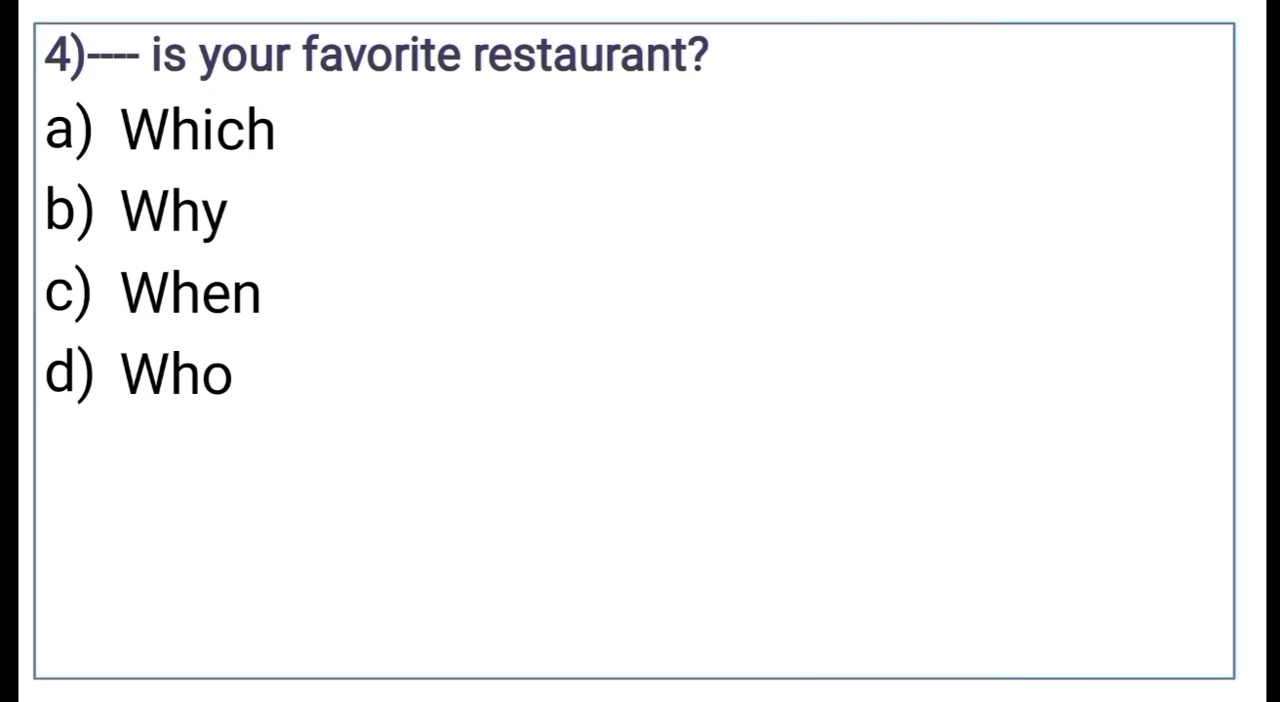 4)---- is your favorite restaurant?
a) Which
b) Why
c) When
d) Who